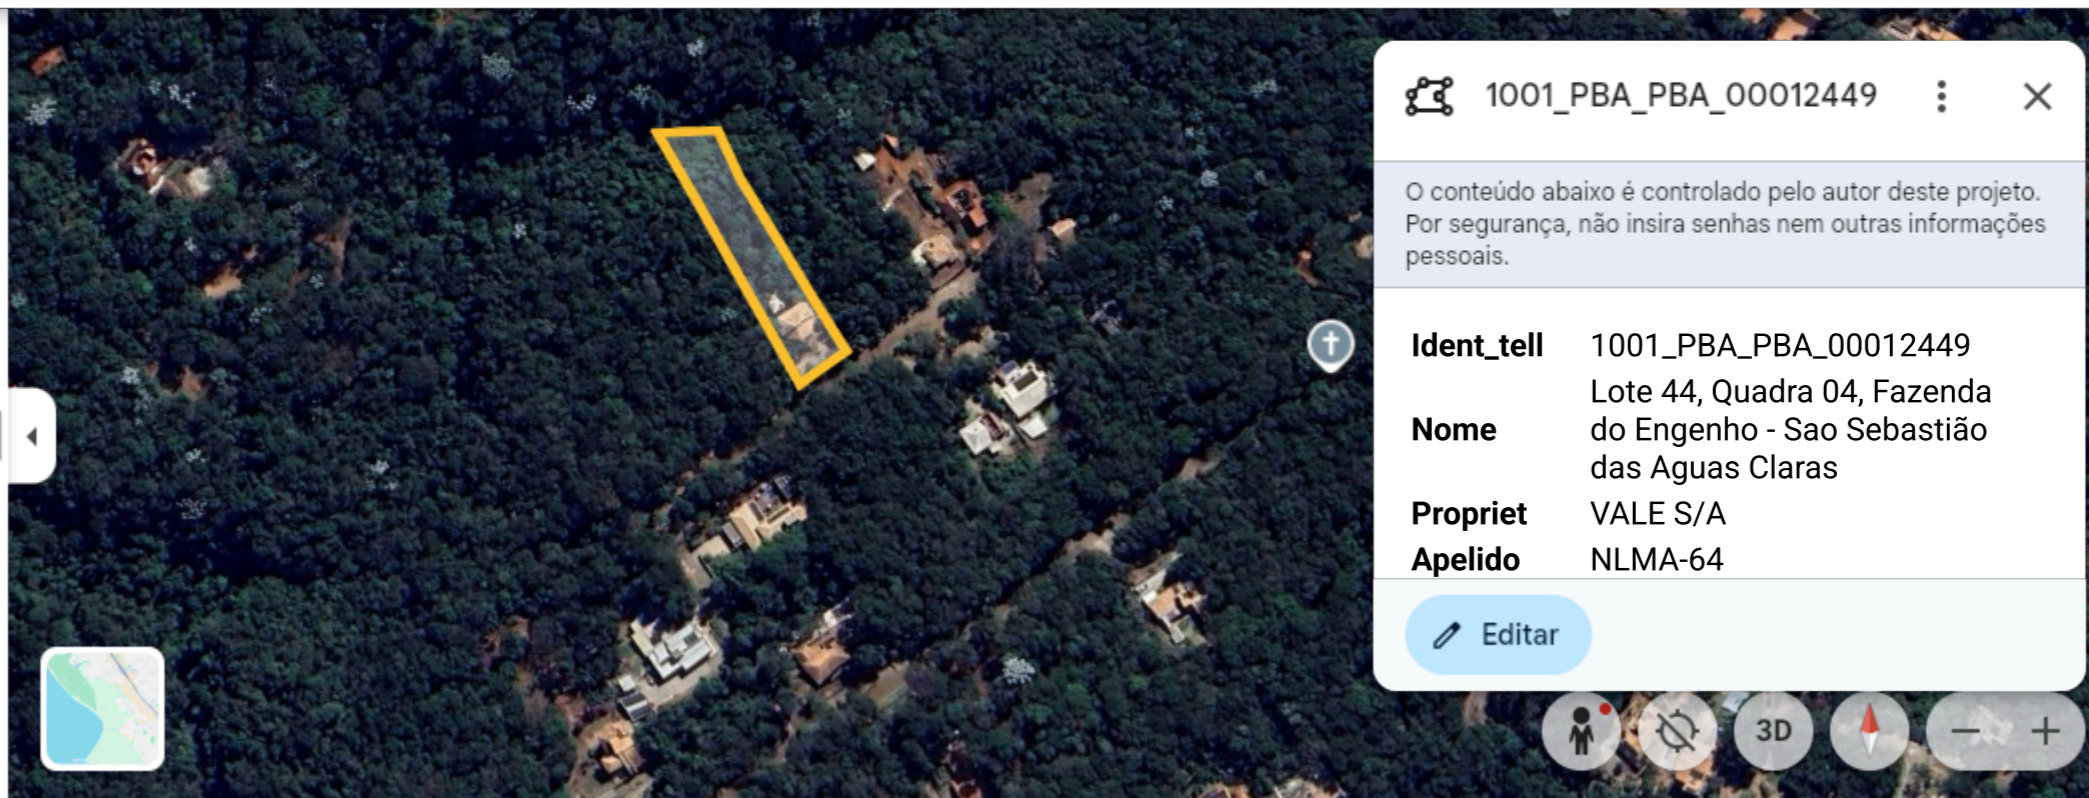 1001_PBA_PBA_00012449
O conteúdo abaixo é controlado pelo autor deste projeto.
Por segurança, não insira senhas nem outras informações
pessoais.
Ident_tell 1001_PBA_PBA_00012449
Nome Lote 44, Quadra 04, Fazenda
do Engenho - Sao Sebastião
das Aguas Claras
Propriet VALE S/A
Apelido NLMA-64
Editar
3D